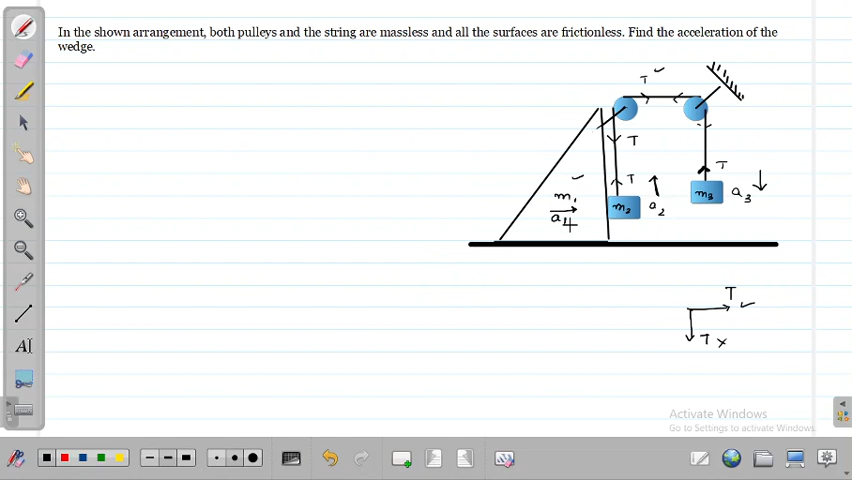 In the shown arrangement, both pulleys and the string are massless and all the surfaces are frictionless. Find the acceleration of the
wedge.
T
T
T
T
m₁
a4
m₂
a₂
m₃
a₃
T
T x
Activate Windows
Go to Settings to activate Windows.
A